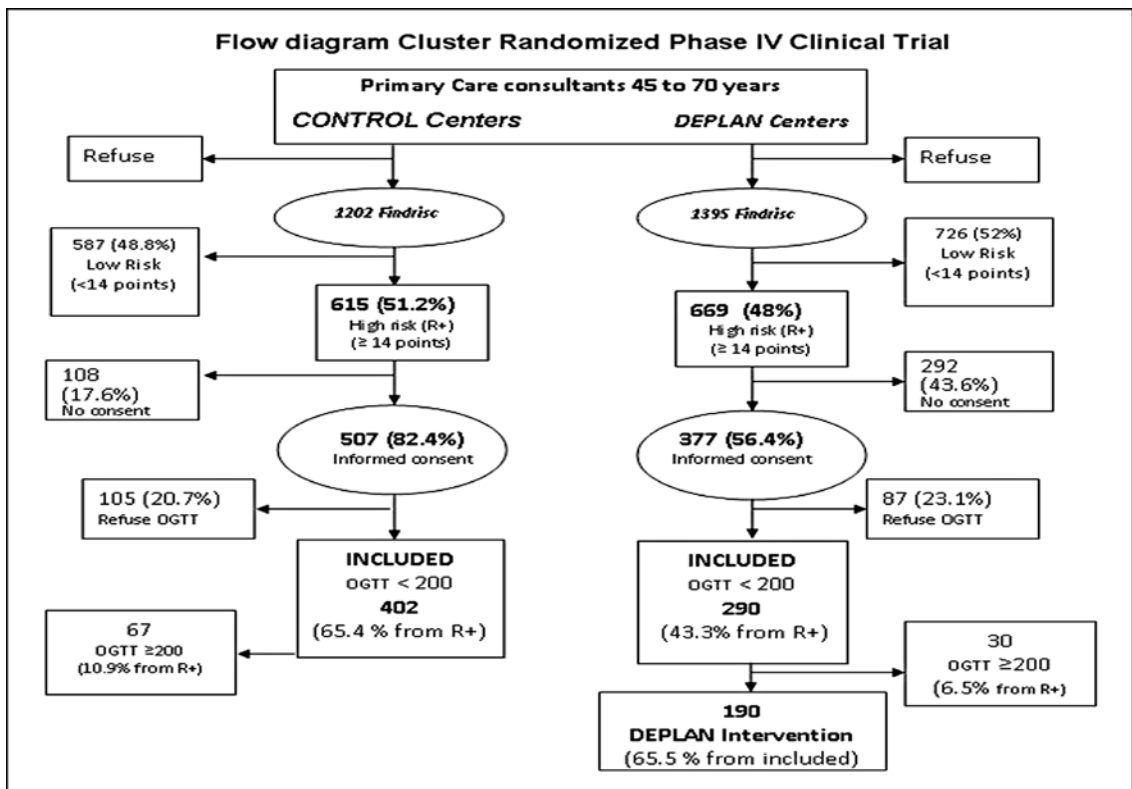 Flow diagram Cluster Randomized Phase IV Clinical Trial
Primary Care consultants 45 to 70 years
CONTROL Centers
DEPLAN Centers
Refuse
Refuse
1202 Findrisc
1395 Findrisc
587 (48.8%)
Low Risk
(<14 points)
726 (52%)
Low Risk
(<14 points)
615 (51.2%)
High risk (R+)
(≥ 14 points)
669 (48%)
High risk (R+)
(≥ 14 points)
108
(17.6%)
No consent
292
(43.6%)
No consent
507 (82.4%)
Informed consent
377 (56.4%)
Informed consent
105 (20.7%)
Refuse OGTT
87 (23.1%)
Refuse OGTT
INCLUDED
OGTT < 200
402
(65.4 % from R+)
INCLUDED
OGTT < 200
290
(43.3% from R+)
67
OGTT ≥200
(10.9% from R+)
30
OGTT ≥200
(6.5% from R+)
190
DEPLAN Intervention
(65.5 % from included)